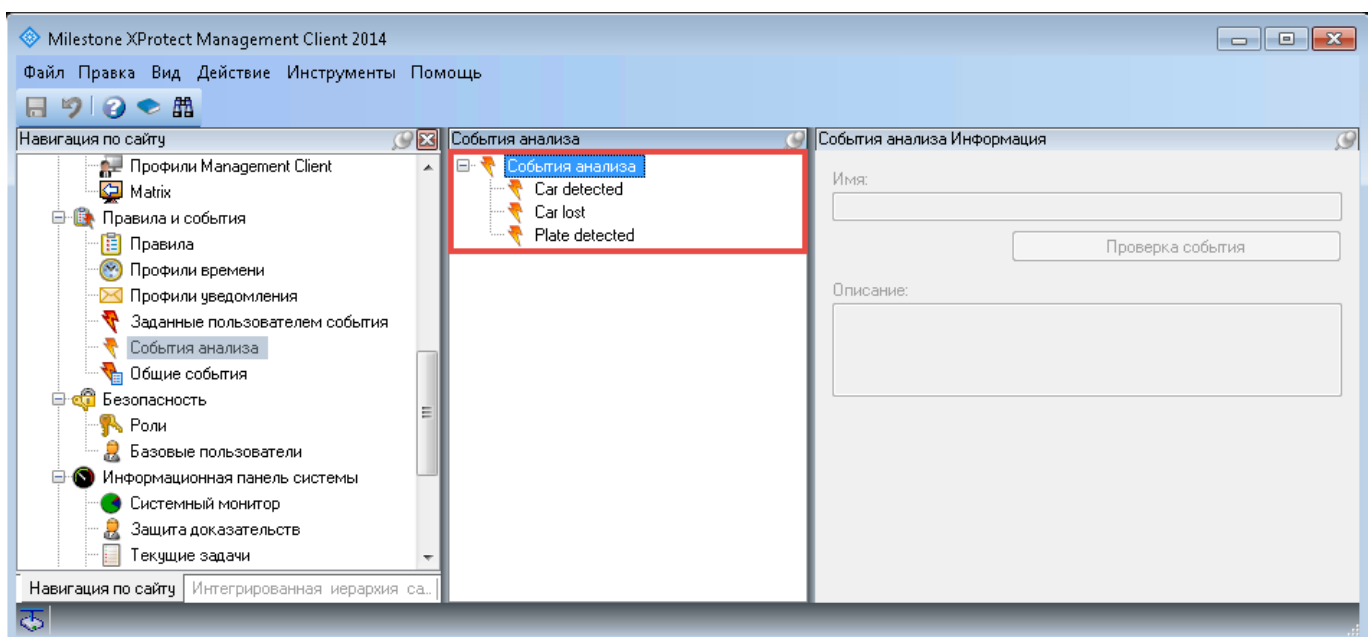 Milestone XProtect Management Client 2014
Файл Правка Вид Действие Инструменты Помощь
Навигация по сайту
Профили Management Client
Matrix
Правила и события
Правила
Профили времени
Профили уведомления
Заданные пользователем события
События анализа
Общие события
Безопасность
Роли
Базовые пользователи
Информационная панель системы
Системный монитор
Защита доказательств
Текущие задачи
Навигация по сайту Интегрированная иерархия са...
События анализа
События анализа
Car detected
Car lost
Plate detected
События анализа Информация
Имя:
Проверка события
Описание: